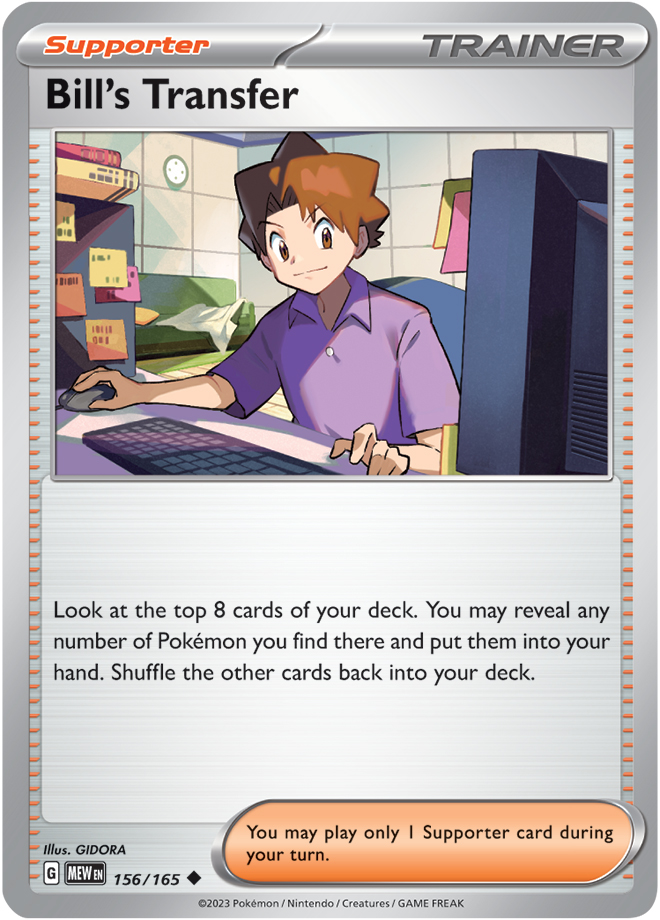 Supporter
TRAINER
Bill's Transfer
Look at the top 8 cards of your deck. You may reveal any
number of Pokémon you find there and put them into your
hand. Shuffle the other cards back into your deck.
You may play only 1 Supporter card during
your turn.
Illus. GIDORA
G MEW EN 156/165 ◆
©2023 Pokémon / Nintendo / Creatures / GAME FREAK